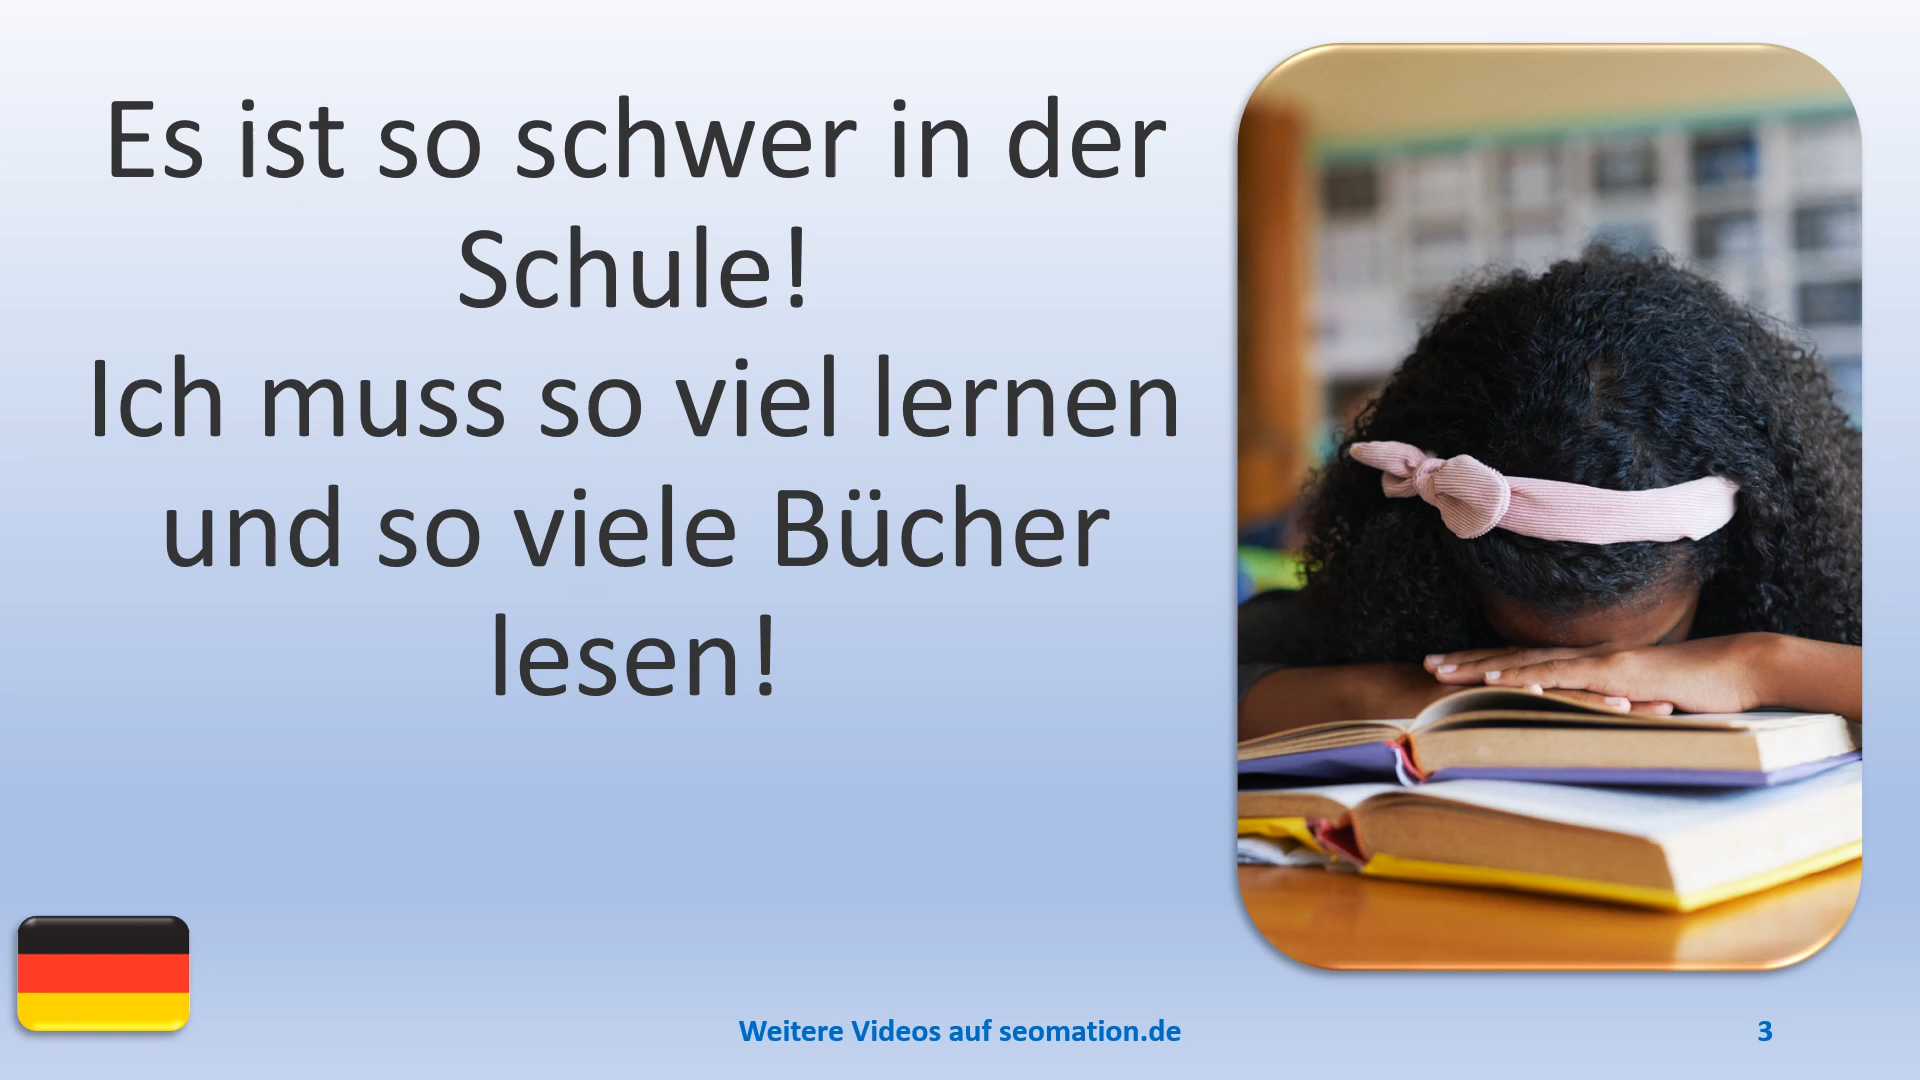 Es ist so schwer in der
Schule!
Ich muss so viel lernen
und so viele Bücher
lesen!
Weitere Videos auf seomation.de
3